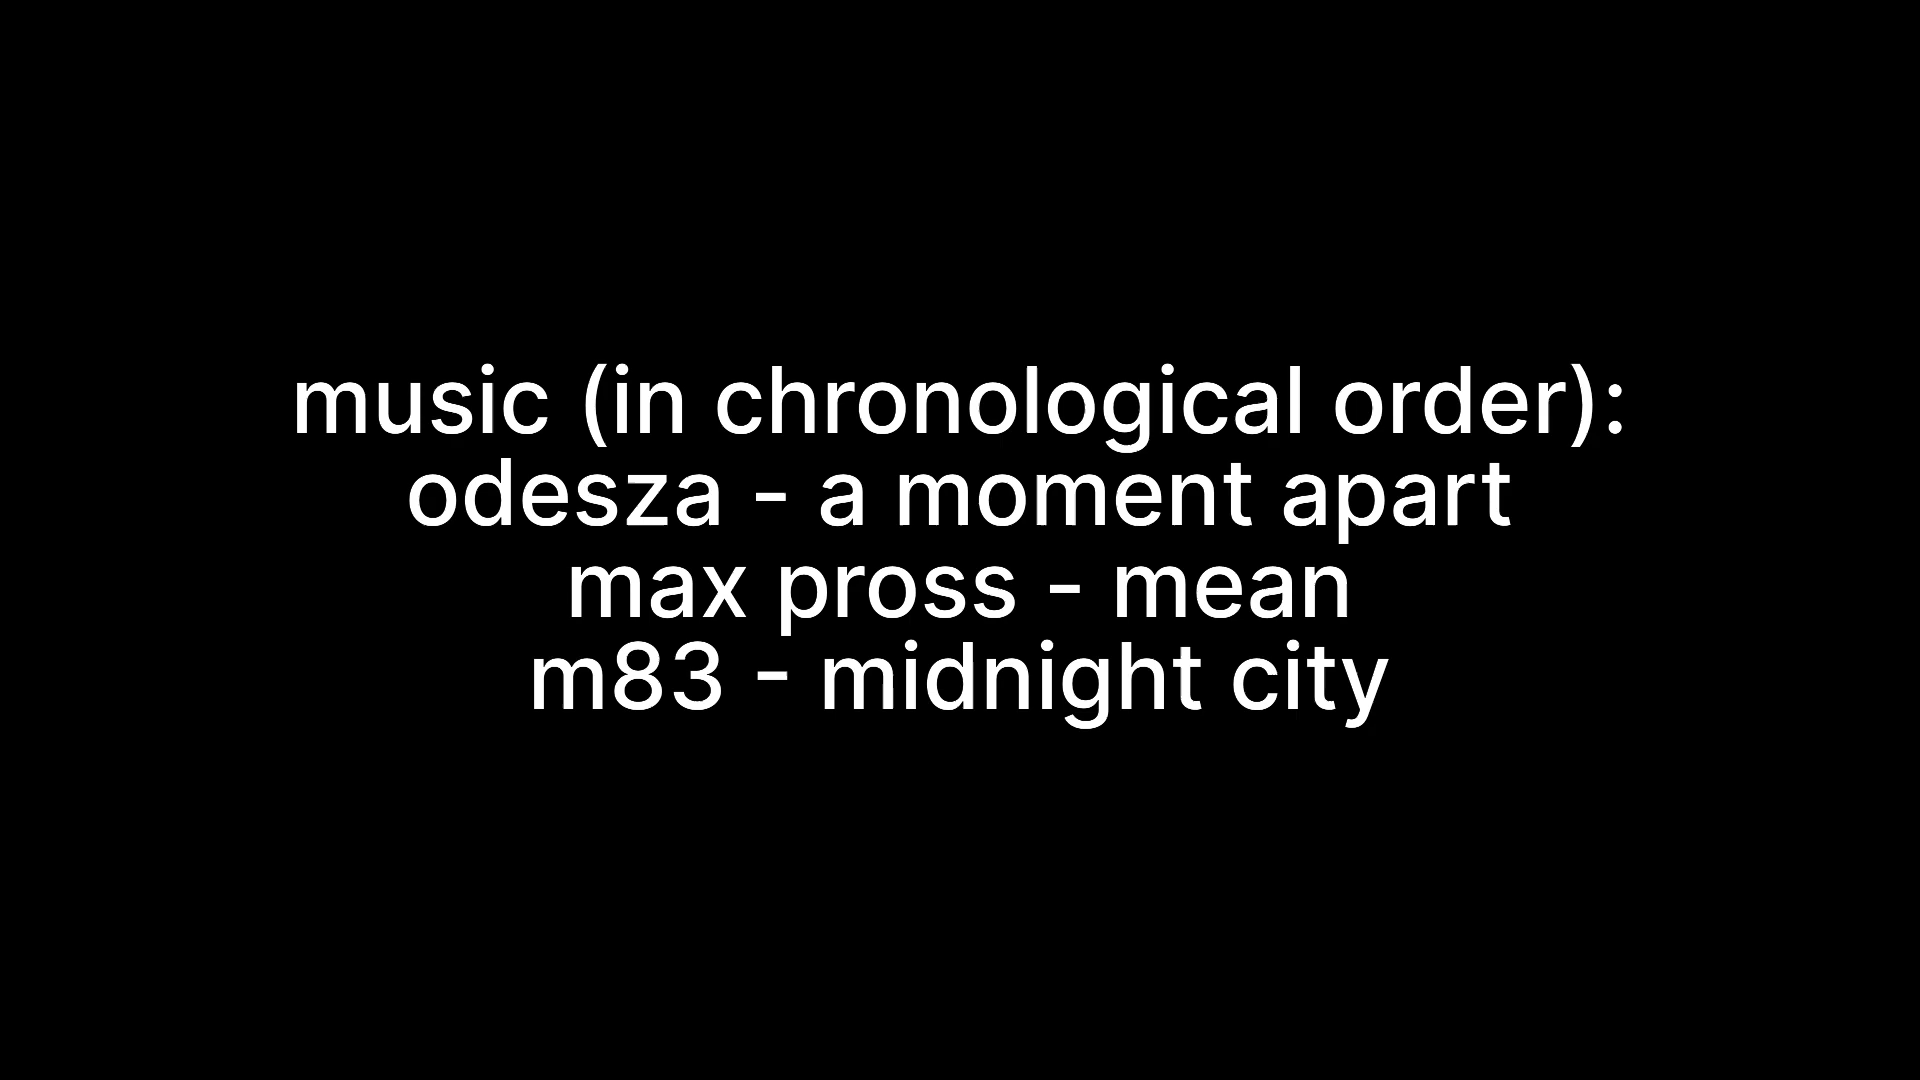 music (in chronological order):
odesza - a moment apart
max pross - mean
m83 - midnight city